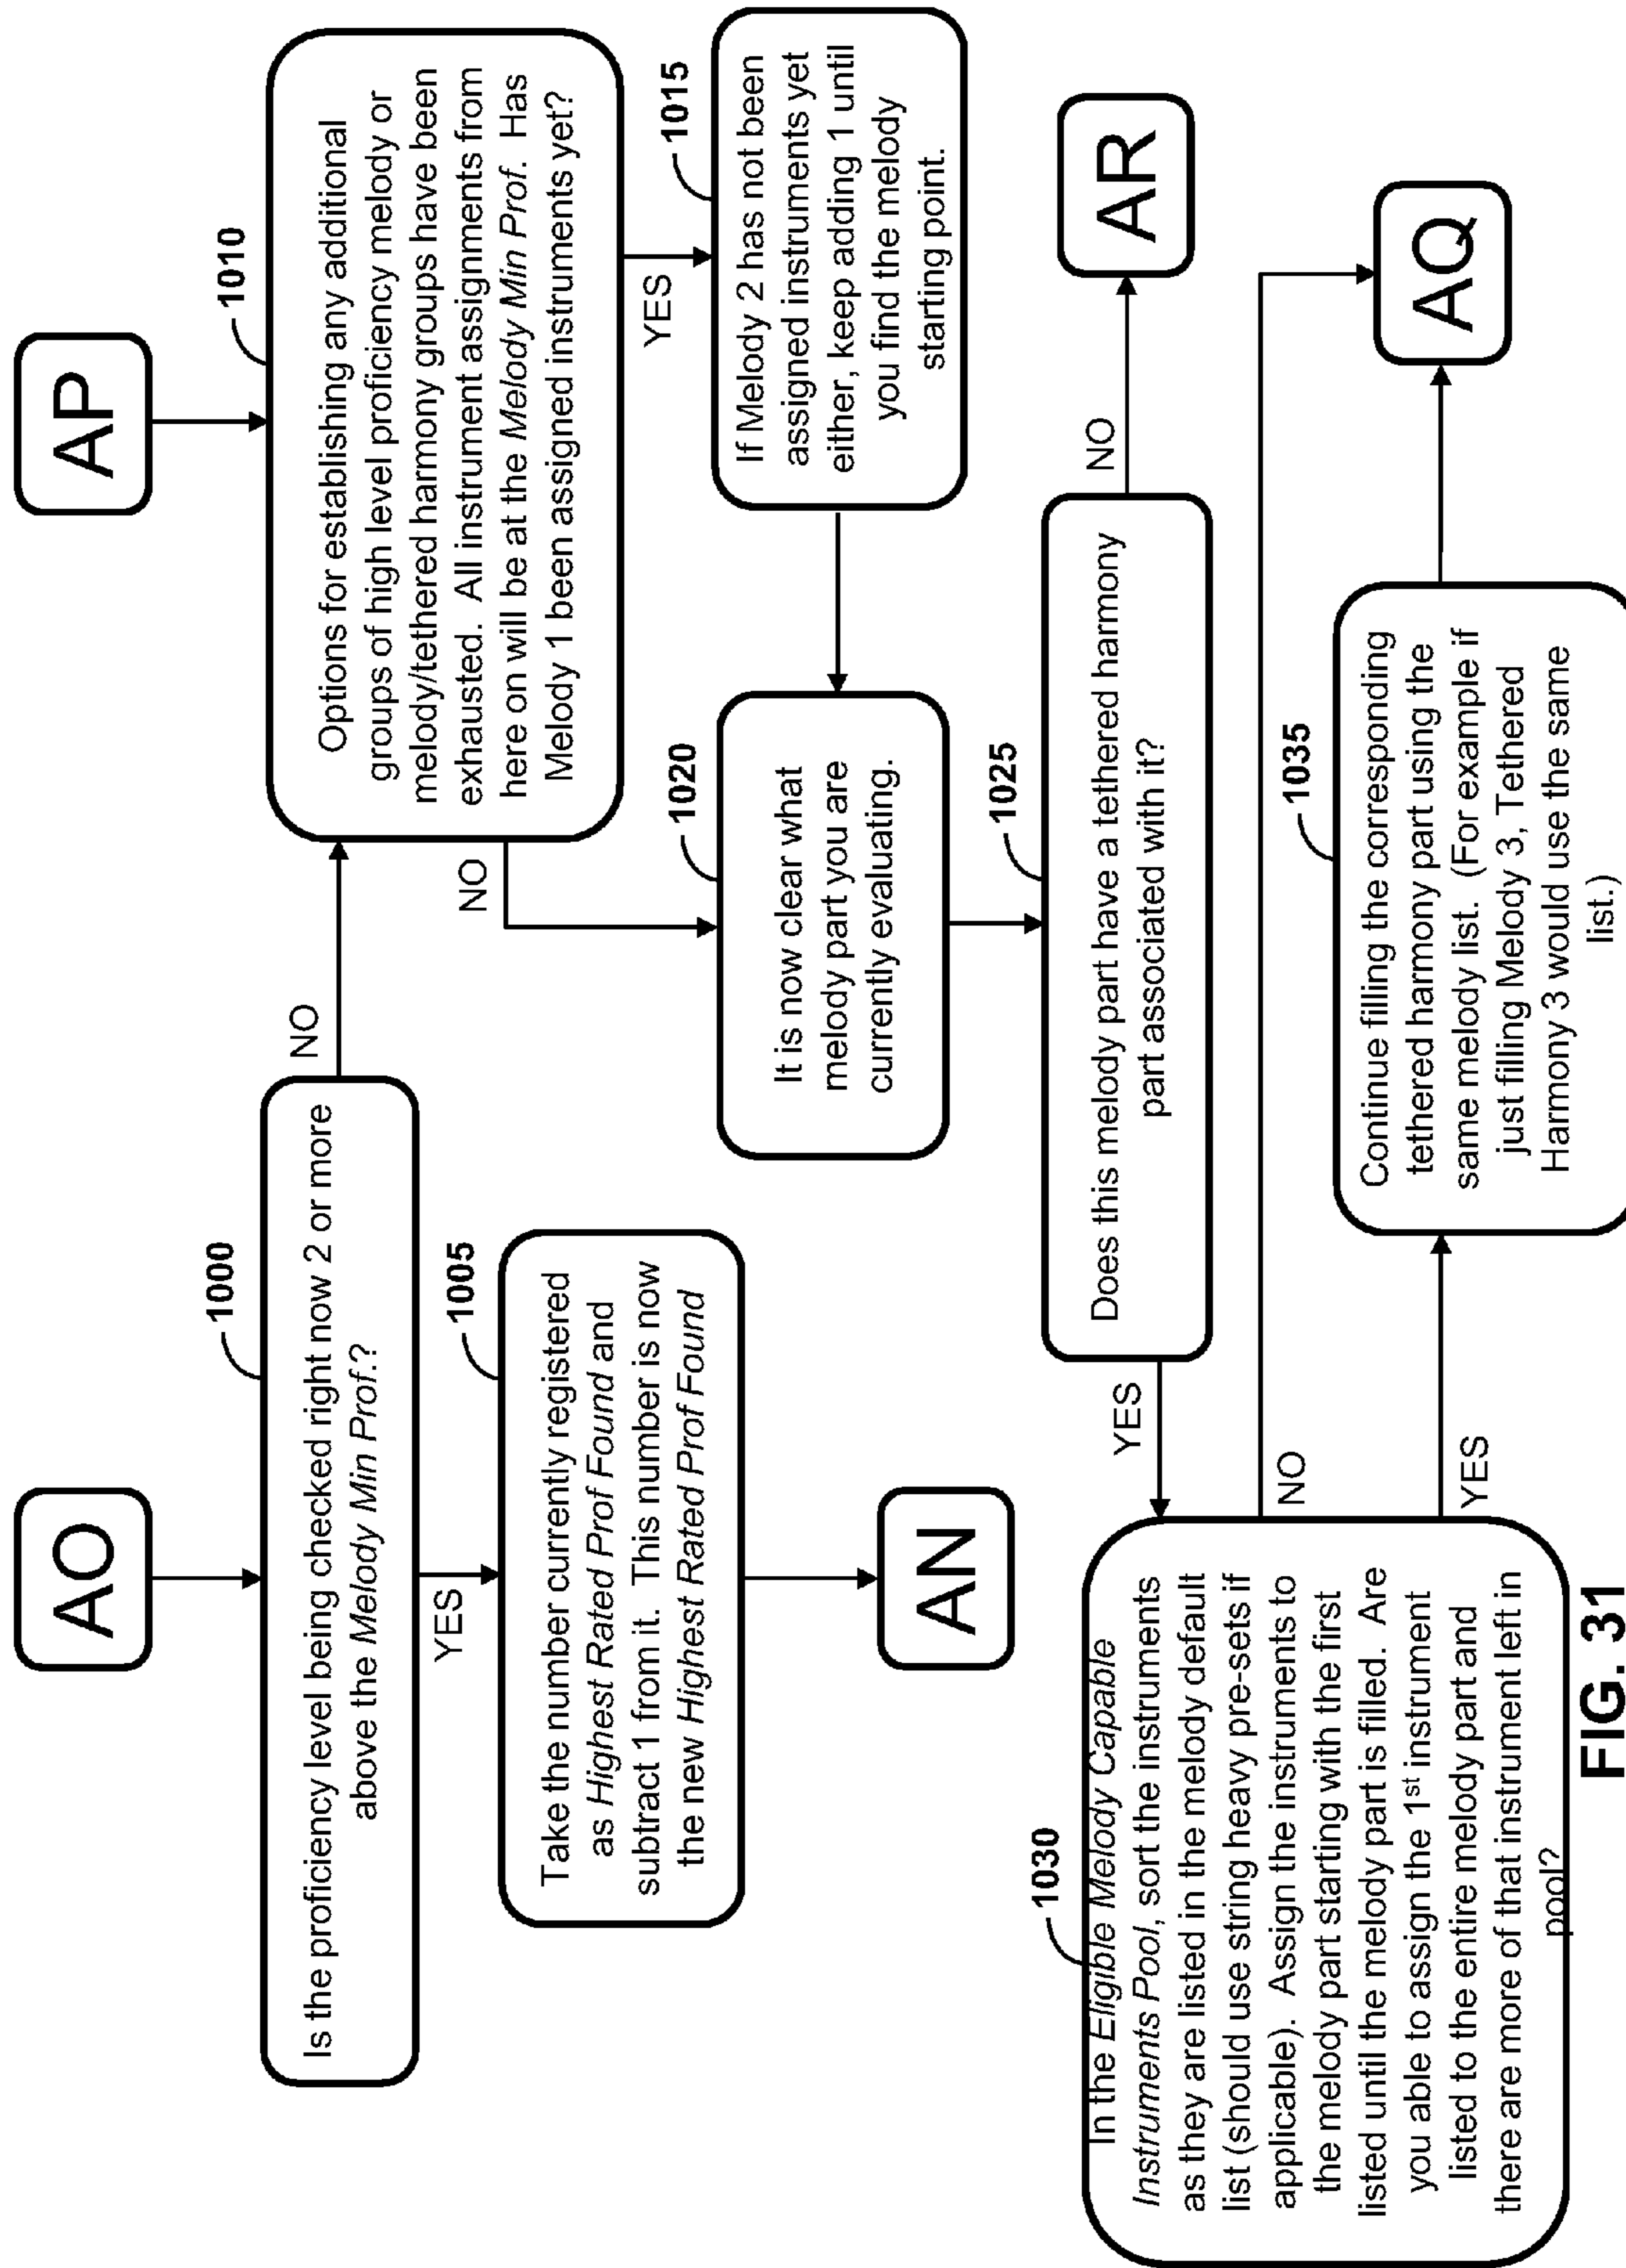 AO
1000
Is the proficiency level being checked right now 2 or more
above the Melody Min Prof.?
NO
YES
1005
Take the number currently registered
as Highest Rated Prof Found and
subtract 1 from it. This number is now
the new Highest Rated Prof Found
AN
AP
1010
Options for establishing any additional
groups of high level proficiency melody or
melody/tethered harmony groups have been
exhausted. All instrument assignments from
here on will be at the Melody Min Prof. Has
Melody 1 been assigned instruments yet?
NO
YES
1015
If Melody 2 has not been
assigned instruments yet
either, keep adding 1 until
you find the melody
starting point.
1020
It is now clear what
melody part you are
currently evaluating.
1025
Does this melody part have a tethered harmony
part associated with it?
NO
AR
YES
1030
In the Eligible Melody Capable
Instruments Pool, sort the instruments
as they are listed in the melody default
list (should use string heavy pre-sets if
applicable). Assign the instruments to
the melody part starting with the first
listed until the melody part is filled. Are
you able to assign the 1st instrument
listed to the entire melody part and
there are more of that instrument left in
pool?
NO
YES
1035
Continue filling the corresponding
tethered harmony part using the
same melody list. (For example if
just filling Melody 3, Tethered
Harmony 3 would use the same
list.)
AQ
FIG. 31